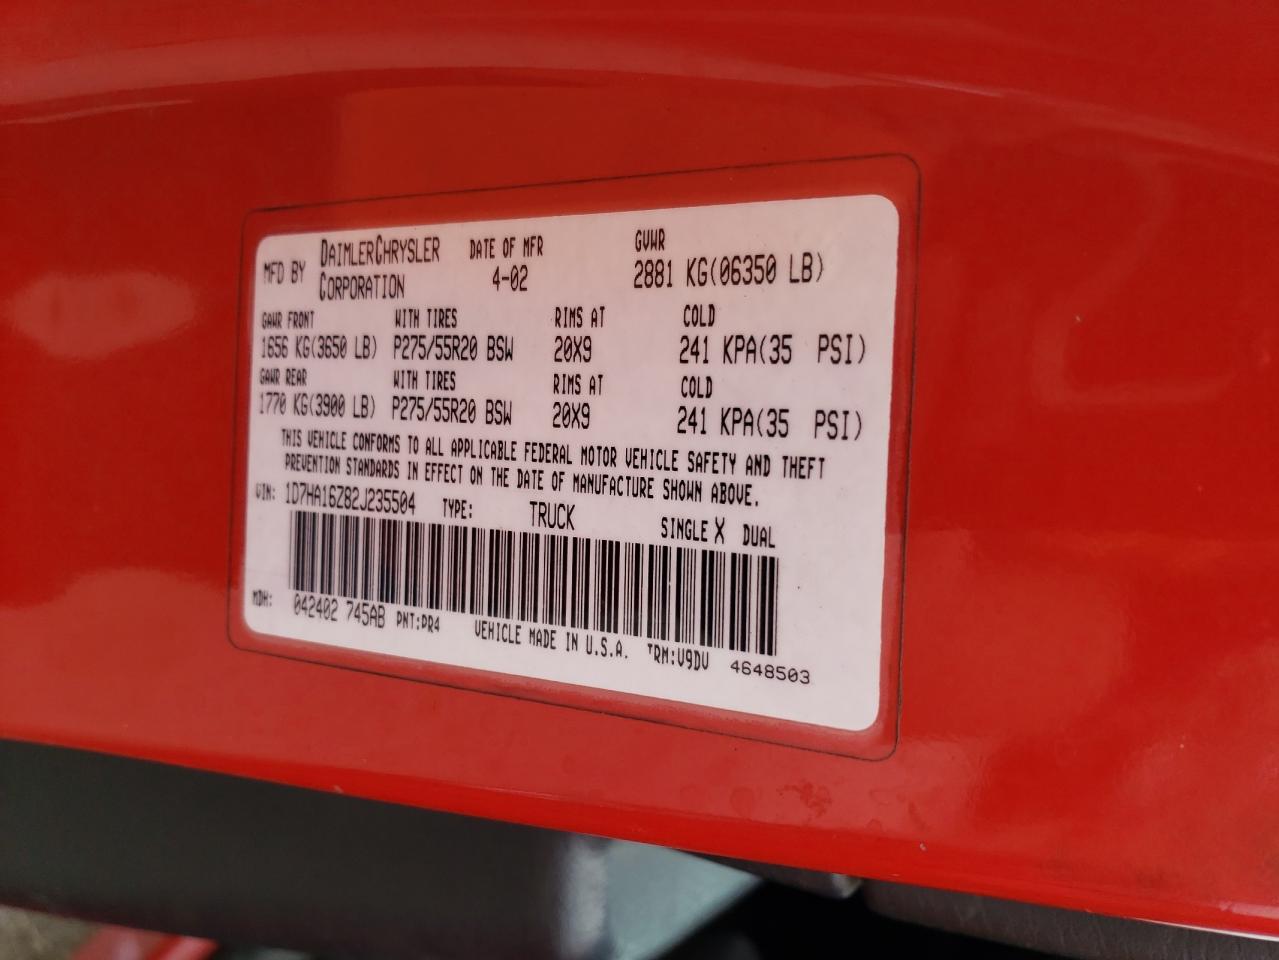 MFD BY DAIMLERCHRYSLER CORPORATION DATE OF MFR 4-02 GVWR 2881 KG(06350 LB)
GAWR FRONT WITH TIRES RIMS AT COLD
1656 KG(3650 LB) P275/55R20 BSW 20X9 241 KPA(35 PSI)
GAWR REAR WITH TIRES RIMS AT COLD
1770 KG(3900 LB) P275/55R20 BSW 20X9 241 KPA(35 PSI)
THIS VEHICLE CONFORMS TO ALL APPLICABLE FEDERAL MOTOR VEHICLE SAFETY AND THEFT
PREVENTION STANDARDS IN EFFECT ON THE DATE OF MANUFACTURE SHOWN ABOVE.
VIN: 1D7HA16Z82J235504 TYPE: TRUCK SINGLE X DUAL
MDH: 042402 745AB PNT:PR4 VEHICLE MADE IN U.S.A. TRM:V9DV 4648503